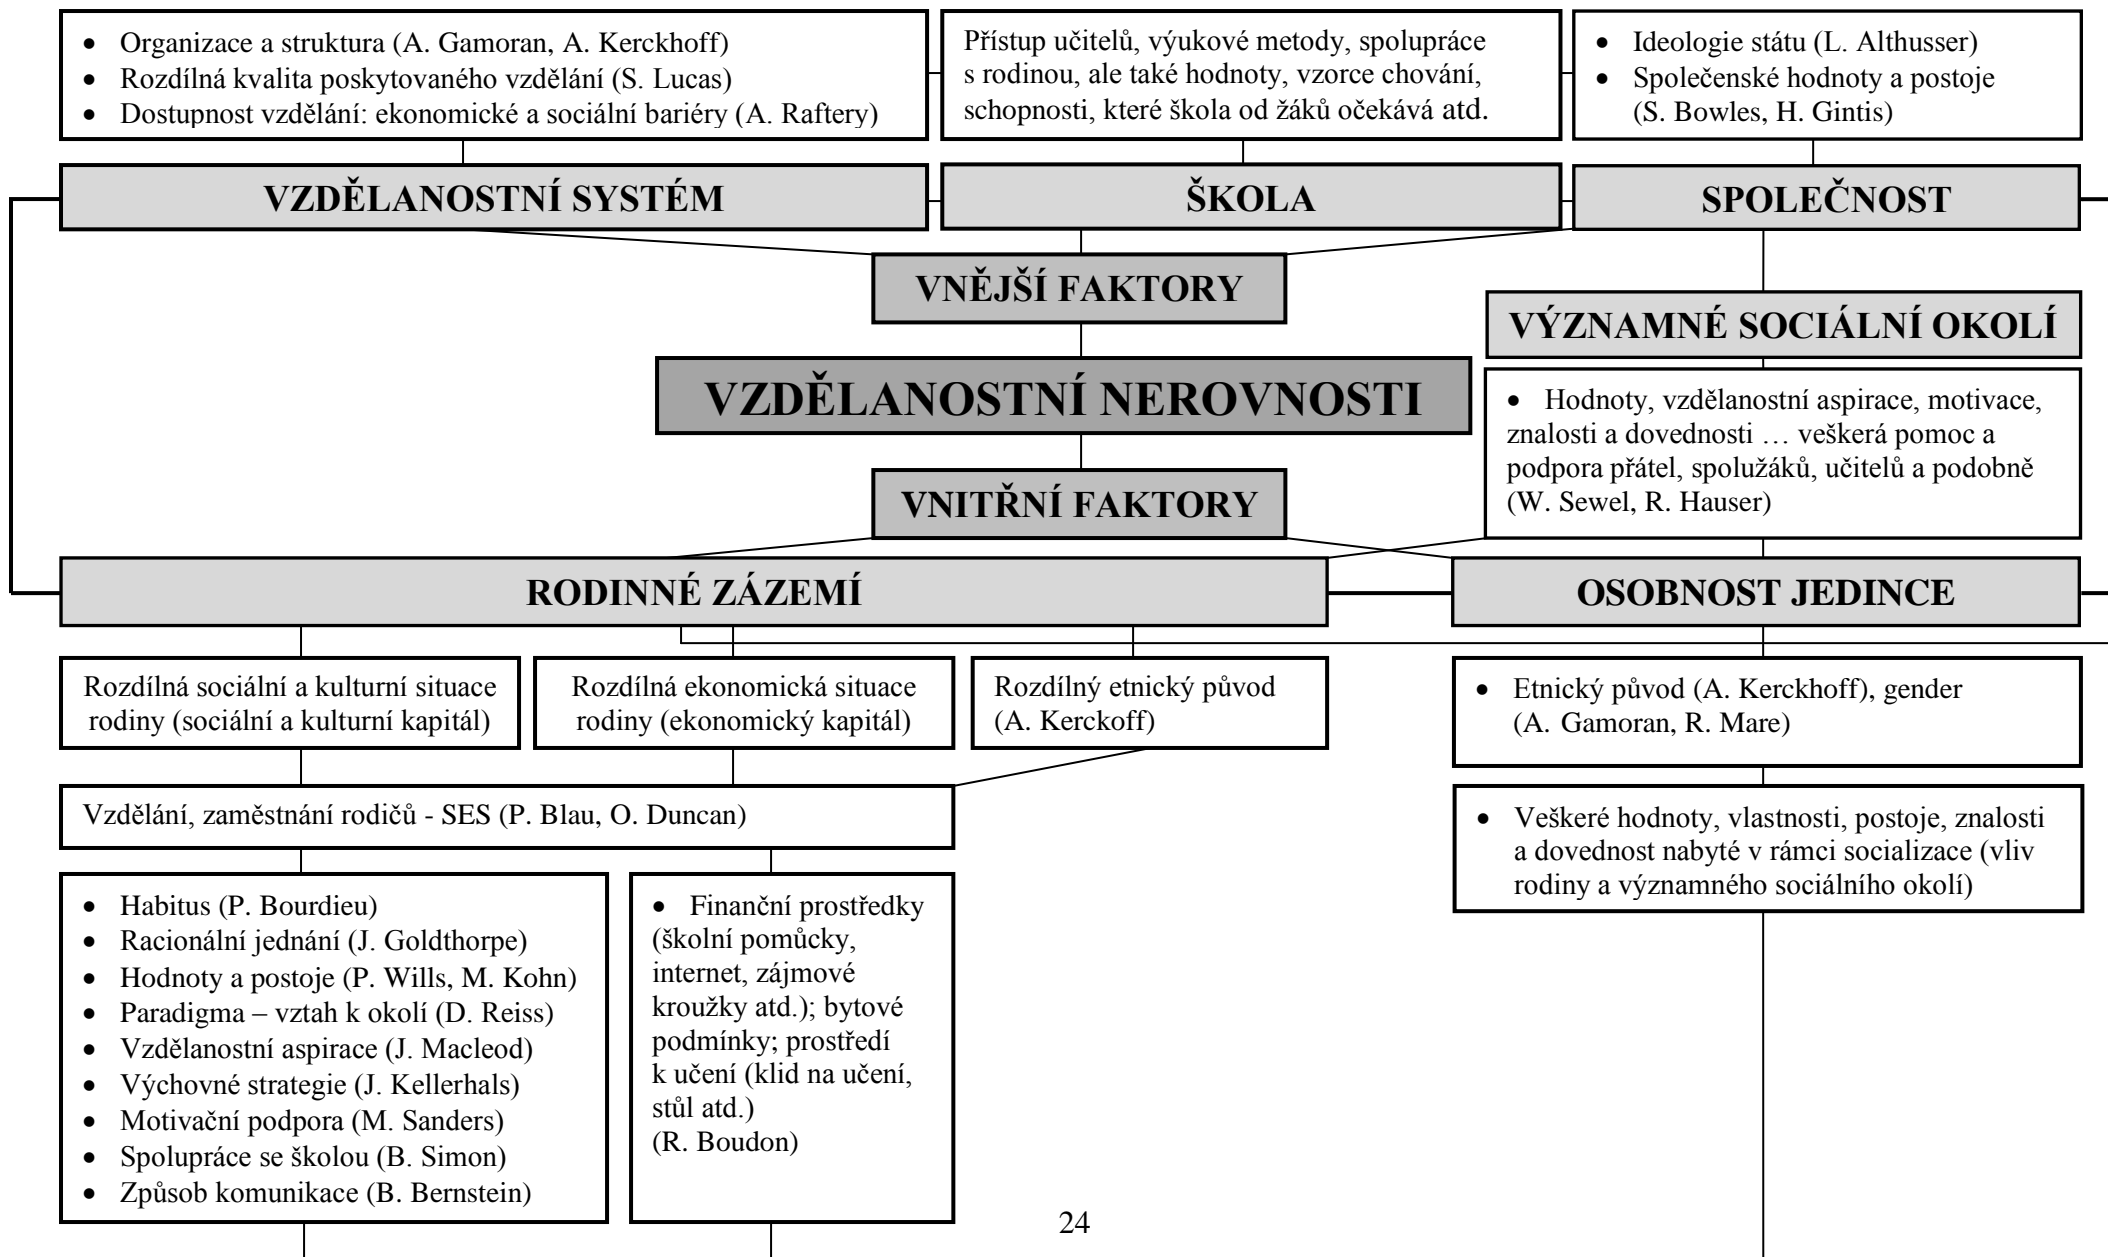 • Organizace a struktura (A. Gamoran, A. Kerckhoff)
• Rozdílná kvalita poskytovaného vzdělání (S. Lucas)
• Dostupnost vzdělání: ekonomické a sociální bariéry (A. Raftery)
Přístup učitelů, výukové metody, spolupráce
s rodinou, ale také hodnoty, vzorce chování,
schopnosti, které škola od žáků očekává atd.
• Ideologie státu (L. Althusser)
• Společenské hodnoty a postoje
(S. Bowles, H. Gintis)
VZDĚLANOSTNÍ SYSTÉM
ŠKOLA
SPOLEČNOST
VNĚJŠÍ FAKTORY
VÝZNAMNÉ SOCIÁLNÍ OKOLÍ
VZDĚLANOSTNÍ NEROVNOSTI
• Hodnoty, vzdělanostní aspirace, motivace,
znalosti a dovednosti … veškerá pomoc a
podpora přátel, spolužáků, učitelů a podobně
(W. Sewel, R. Hauser)
VNITŘNÍ FAKTORY
RODINNÉ ZÁZEMÍ
OSOBNOST JEDINCE
Rozdílná sociální a kulturní situace
rodiny (sociální a kulturní kapitál)
Rozdílná ekonomická situace
rodiny (ekonomický kapitál)
Rozdílný etnický původ
(A. Kerckoff)
• Etnický původ (A. Kerckhoff), gender
(A. Gamoran, R. Mare)
Vzdělání, zaměstnání rodičů - SES (P. Blau, O. Duncan)
• Veškeré hodnoty, vlastnosti, postoje, znalosti
a dovednost nabyté v rámci socializace (vliv
rodiny a významného sociálního okolí)
• Habitus (P. Bourdieu)
• Racionální jednání (J. Goldthorpe)
• Hodnoty a postoje (P. Wills, M. Kohn)
• Paradigma – vztah k okolí (D. Reiss)
• Vzdělanostní aspirace (J. Macleod)
• Výchovné strategie (J. Kellerhals)
• Motivační podpora (M. Sanders)
• Spolupráce se školou (B. Simon)
• Způsob komunikace (B. Bernstein)
• Finanční prostředky
(školní pomůcky,
internet, zájmové
kroužky atd.); bytové
podmínky; prostředí
k učení (klid na učení,
stůl atd.)
(R. Boudon)
24